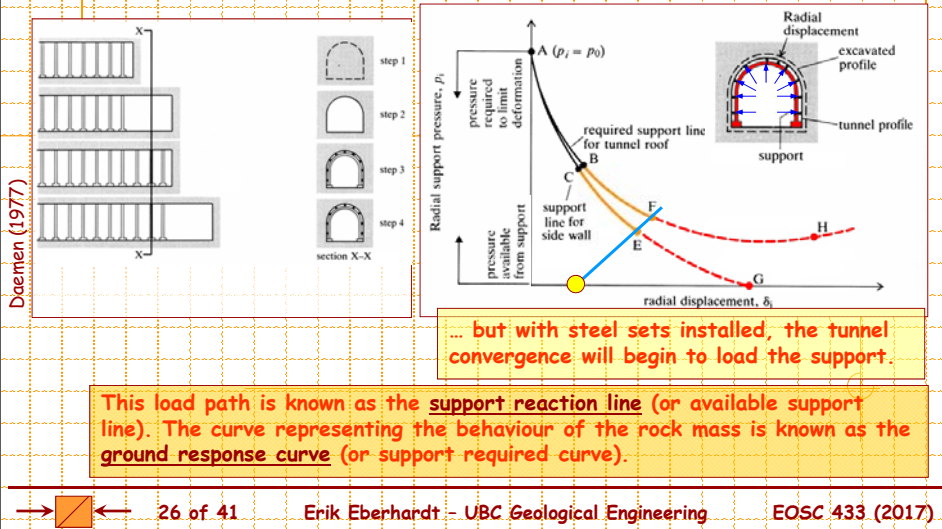 Daemen (1977)
X
X
step 1
step 2
step 3
step 4
section X–X
Radial support pressure, pᵢ
pressure
required
to limit
deformation
pressure
available
from support
A (pᵢ = p₀)
required support line
for tunnel roof
B
C
support
line for
side wall
F
E
H
G
radial displacement, δᵢ
Radial
displacement
excavated
profile
tunnel profile
support
... but with steel sets installed, the tunnel
convergence will begin to load the support.
This load path is known as the support reaction line (or available support
line). The curve representing the behaviour of the rock mass is known as the
ground response curve (or support required curve).
26 of 41
Erik Eberhardt – UBC Geological Engineering
EOSC 433 (2017)